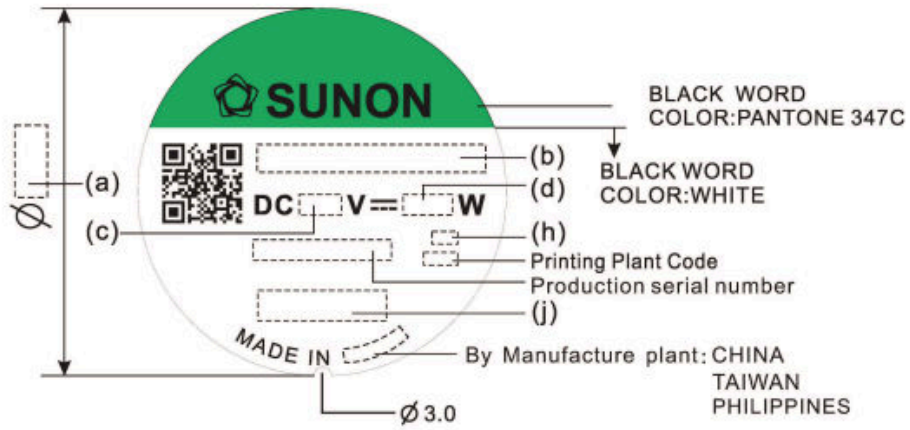 SUNON
BLACK WORD
COLOR:PANTONE 347C
(b)
BLACK WORD
COLOR:WHITE
(a)
Ø
DC V W
(d)
(c)
(h)
Printing Plant Code
Production serial number
(j)
MADE IN
By Manufacture plant: CHINA
TAIWAN
PHILIPPINES
Ø 3.0